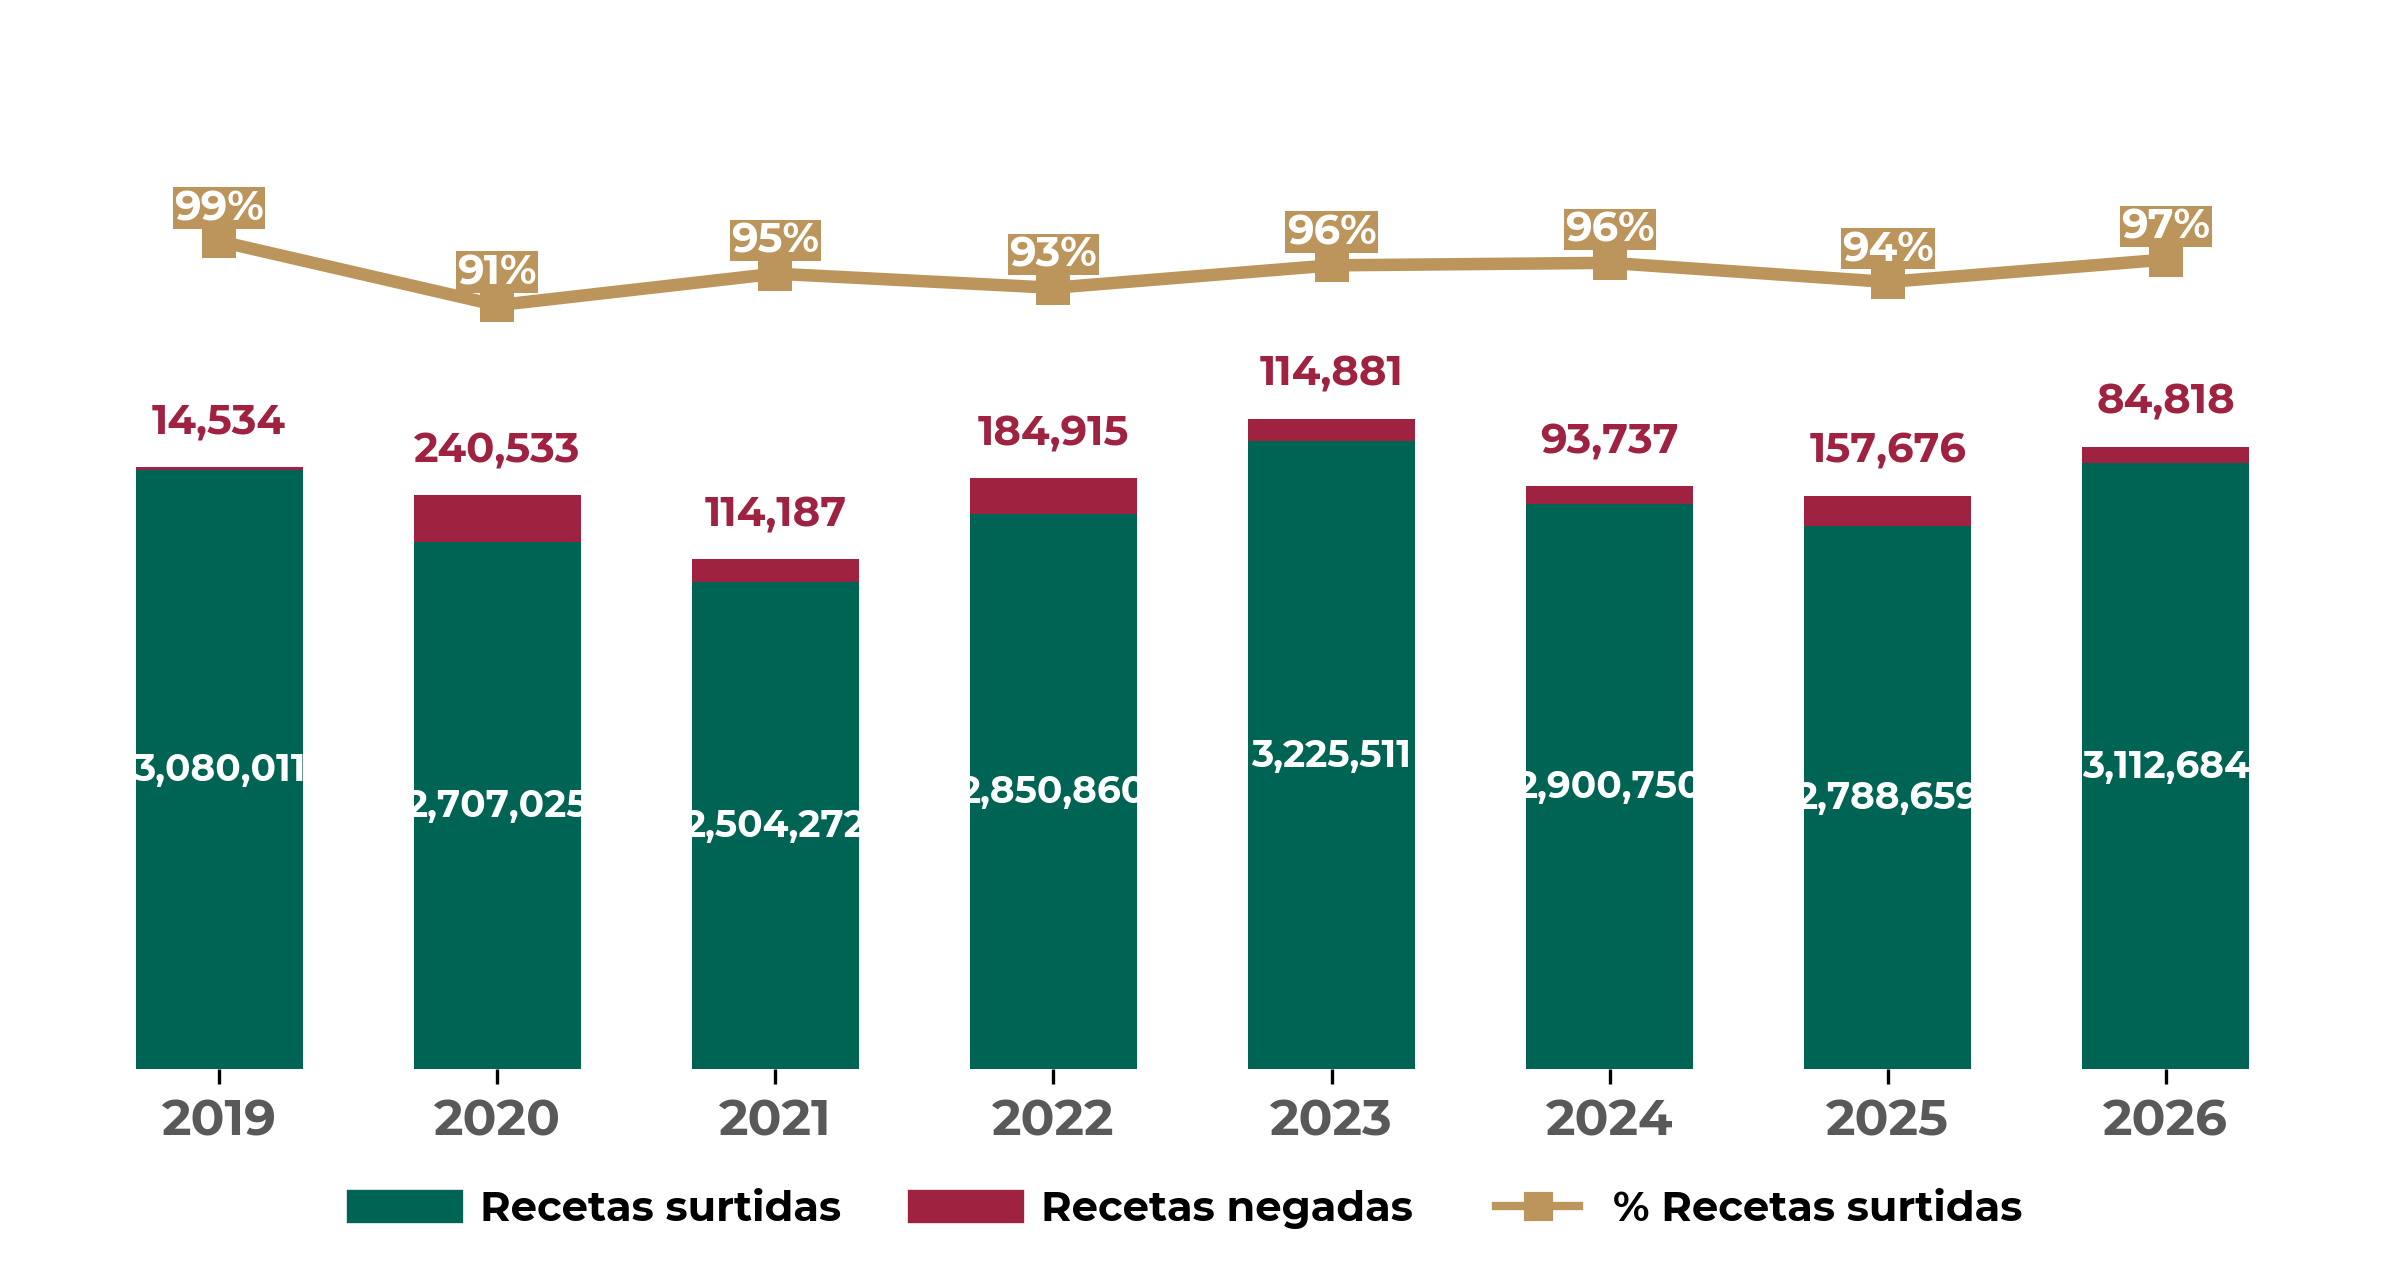 99% 91% 95% 93% 96% 96% 94% 97%
14,534 240,533 114,187 184,915 114,881 93,737 157,676 84,818
3,080,011 2,707,025 2,504,272 2,850,860 3,225,511 2,900,750 2,788,659 3,112,684
2019 2020 2021 2022 2023 2024 2025 2026
Recetas surtidas Recetas negadas % Recetas surtidas